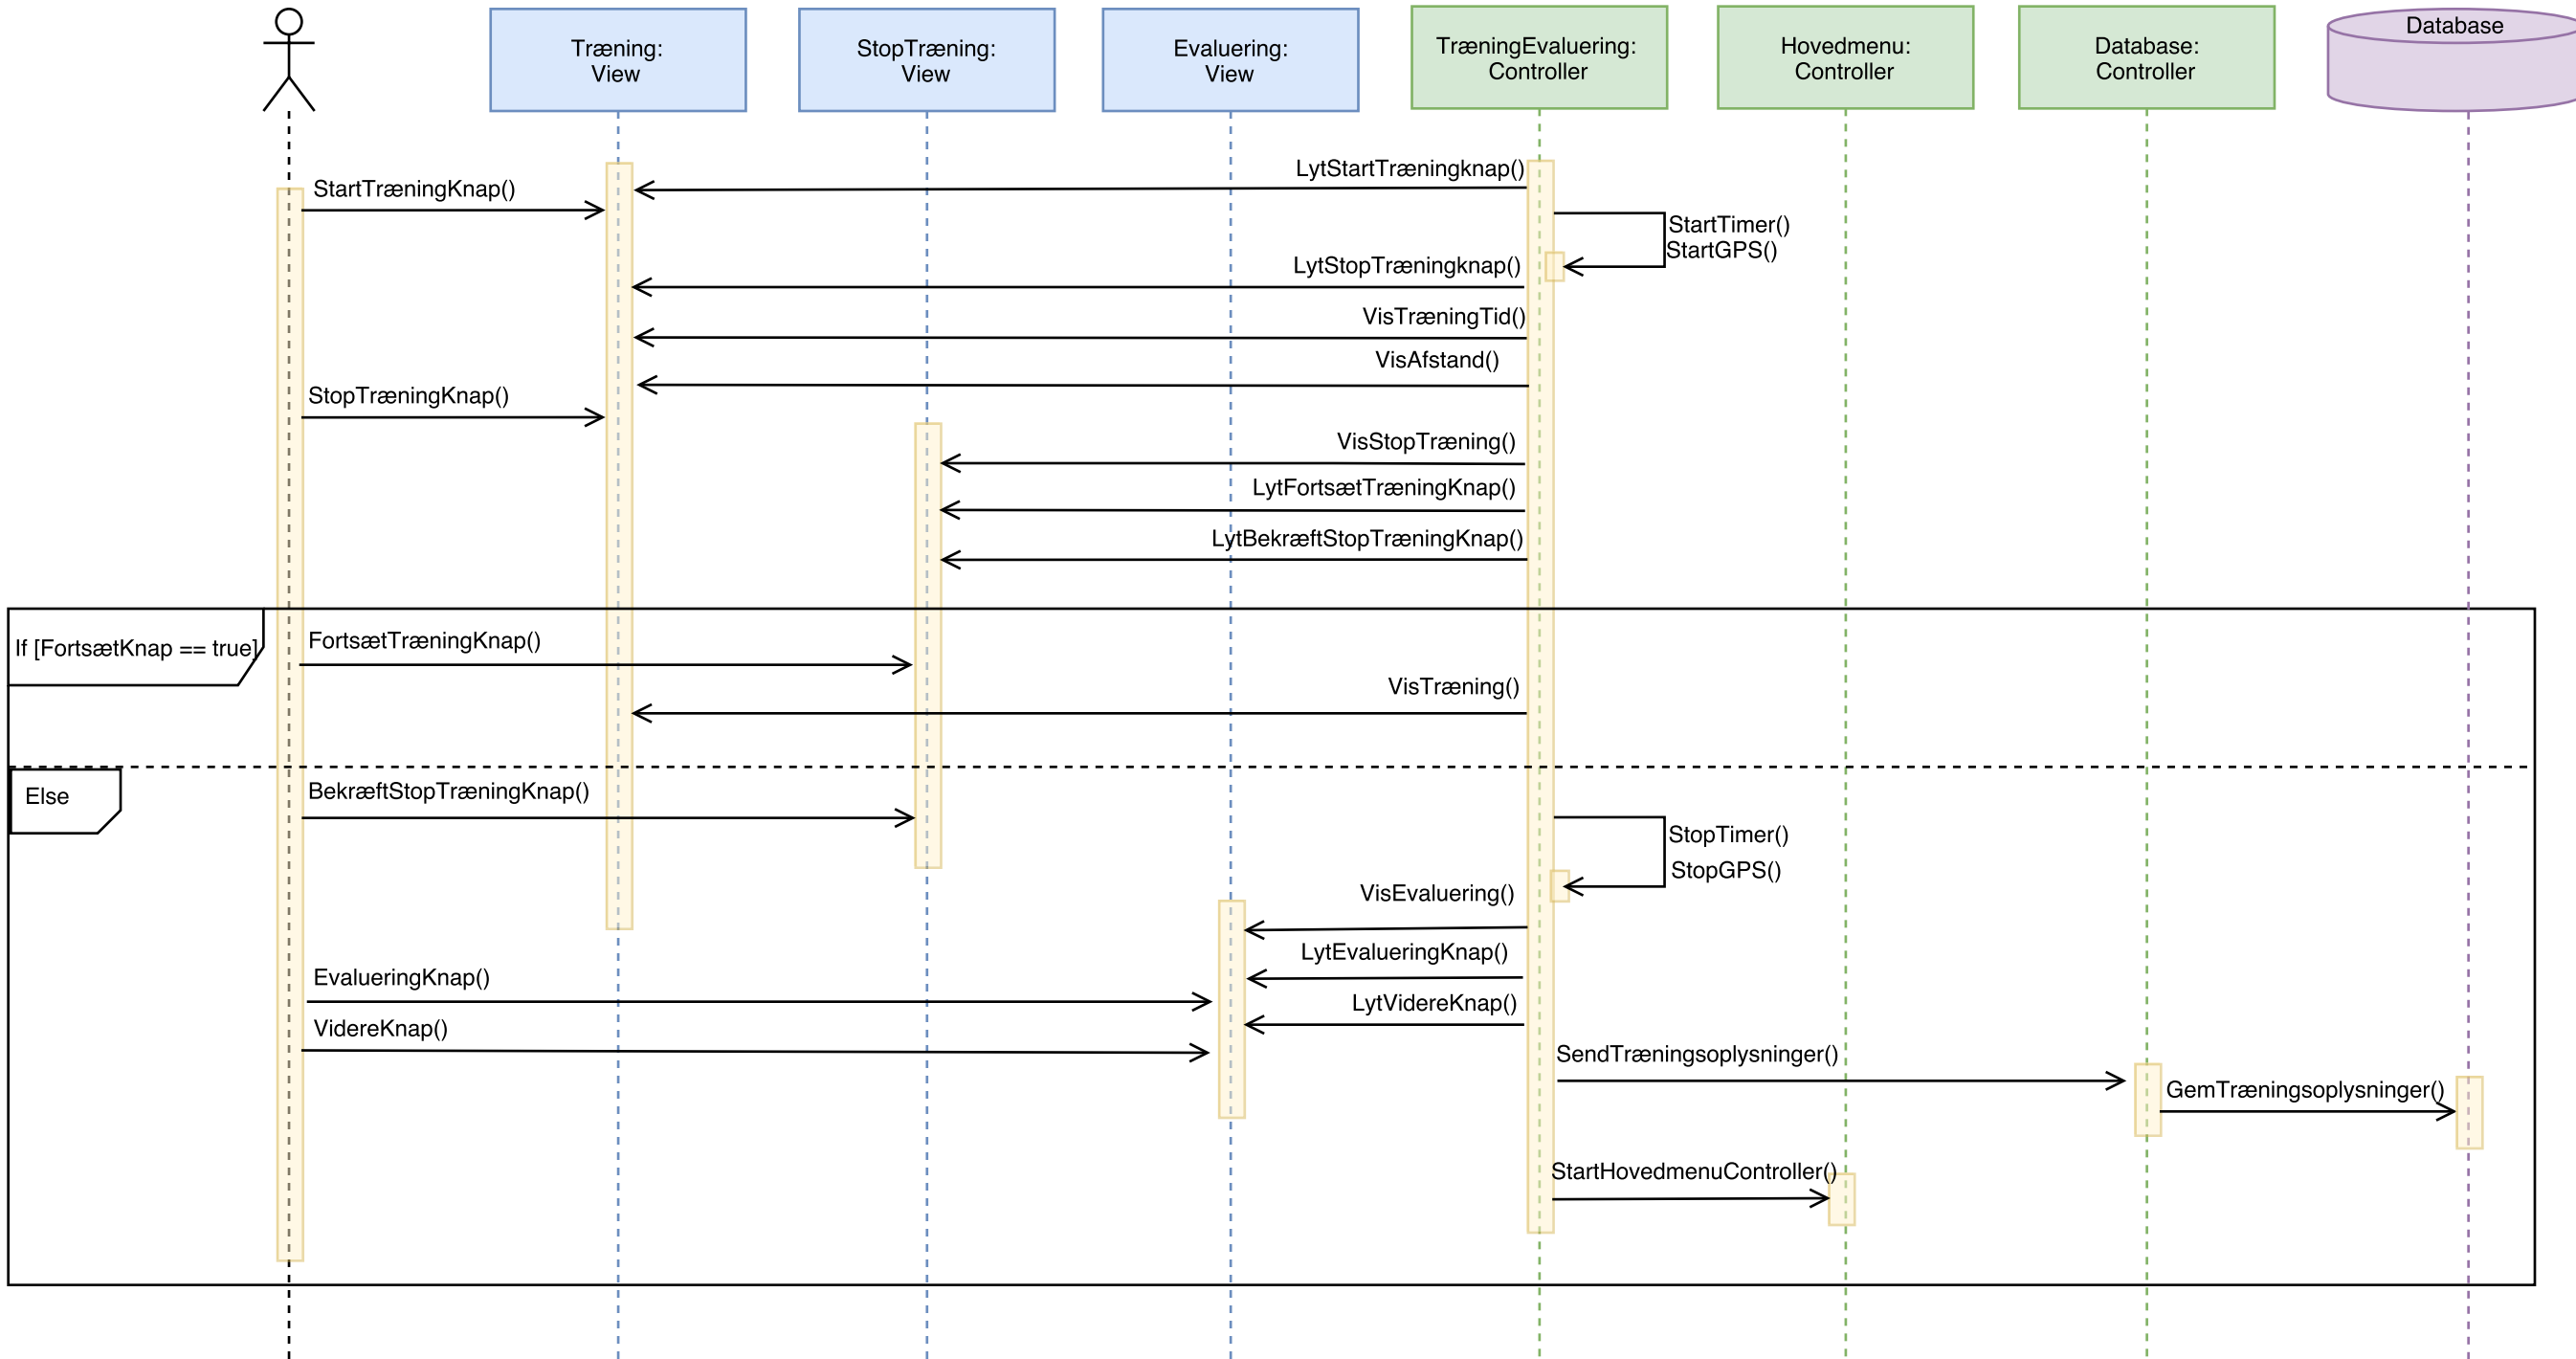 Træning:
View
StopTræning:
View
Evaluering:
View
TræningEvaluering:
Controller
Hovedmenu:
Controller
Database:
Controller
Database
LytStartTræningknap()
StartTræningKnap()
StartTimer()
StartGPS()
LytStopTræningknap()
VisTræningTid()
VisAfstand()
StopTræningKnap()
VisStopTræning()
LytFortsætTræningKnap()
LytBekræftStopTræningKnap()
If [FortsætKnap == true]
FortsætTræningKnap()
VisTræning()
Else
BekræftStopTræningKnap()
StopTimer()
StopGPS()
VisEvaluering()
LytEvalueringKnap()
EvalueringKnap()
LytVidereKnap()
VidereKnap()
SendTræningsoplysninger()
GemTræningsoplysninger()
StartHovedmenuController()